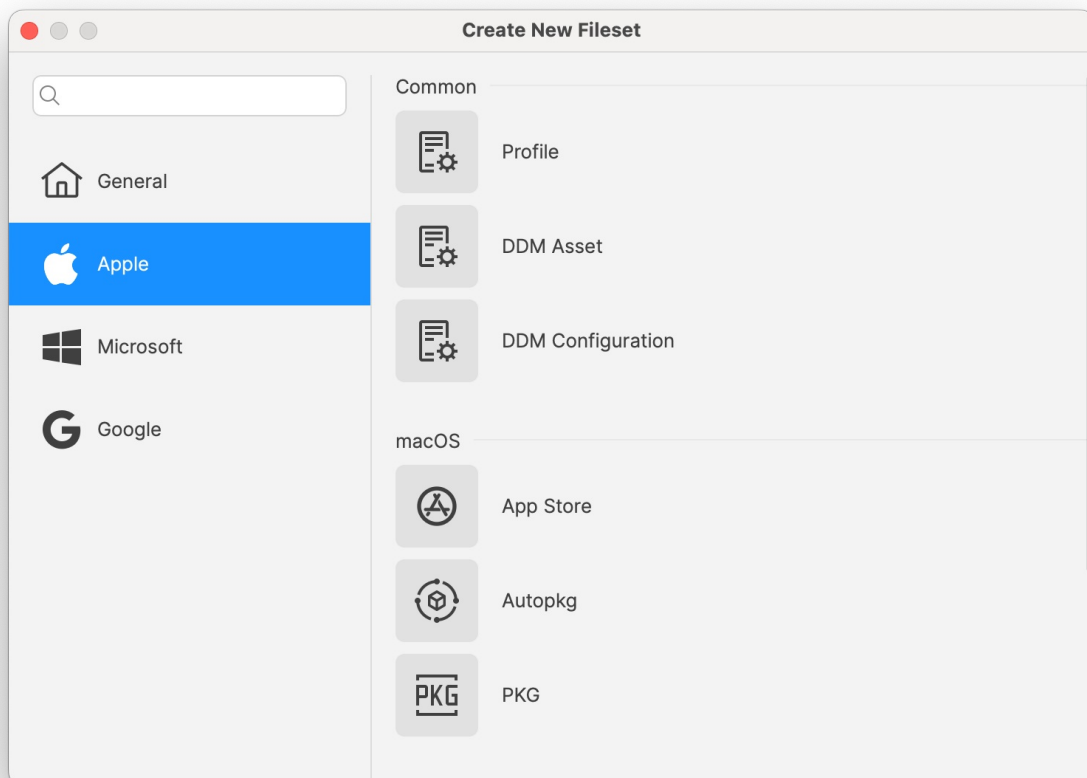 Create New Fileset
General
Apple
Microsoft
Google
Common
Profile
DDM Asset
DDM Configuration
macOS
App Store
Autopkg
PKG
PKG